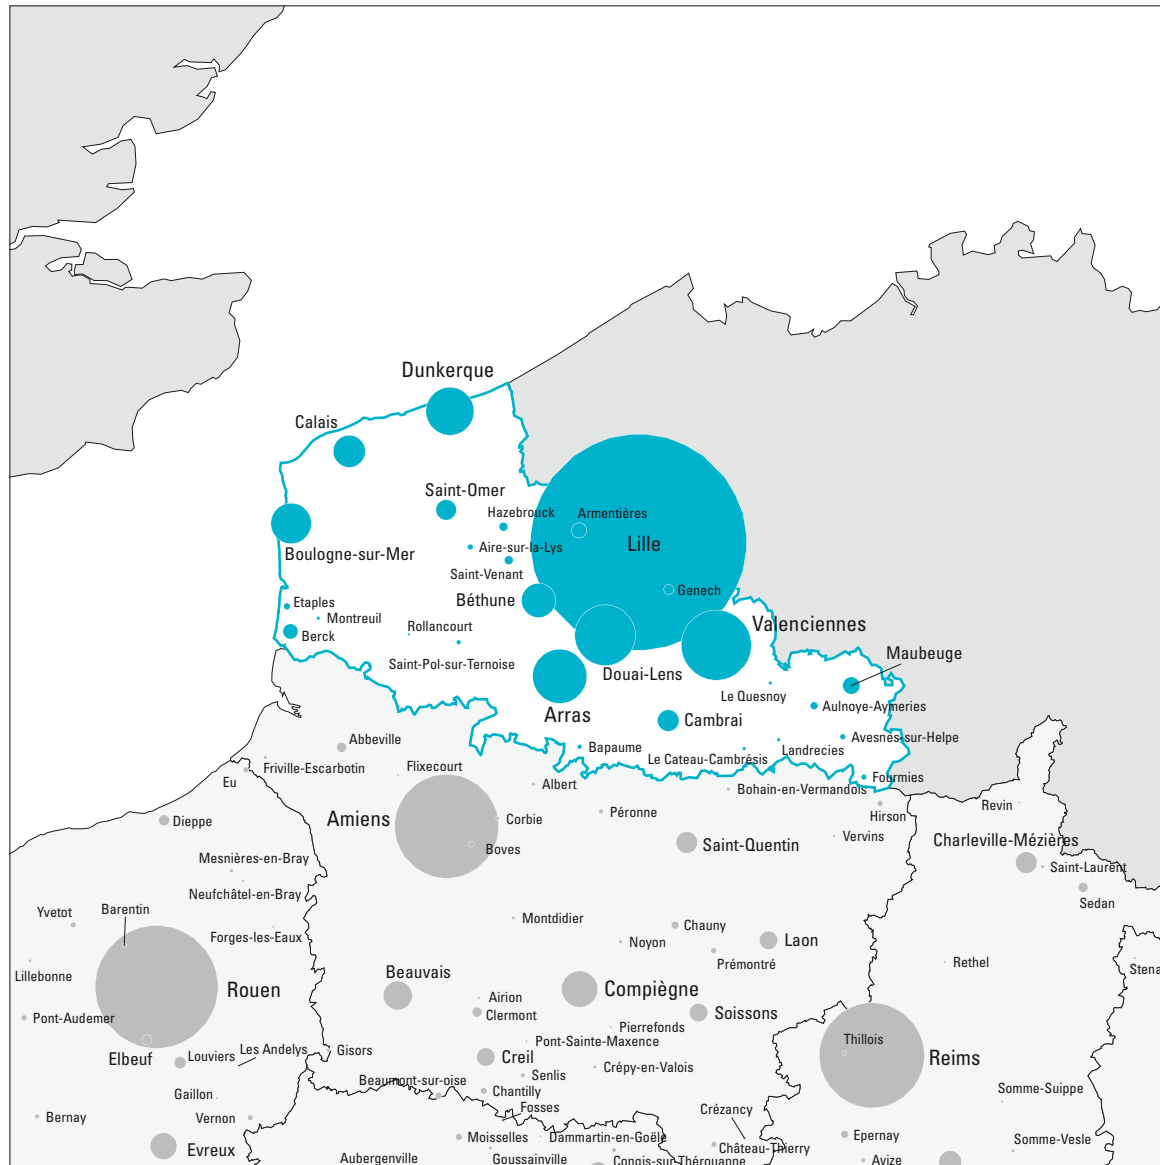 Dunkerque
Calais
Saint-Omer
Hazebrouck
Armentières
Lille
Boulogne-sur-Mer
Aire-sur-la-Lys
Saint-Venant
Genech
Béthune
Etaples
Montreuil
Berck
Rollancourt
Saint-Pol-sur-Ternoise
Valenciennes
Maubeuge
Douai-Lens
Le Quesnoy
Arras
Cambrai
Aulnoye-Aymeries
Avesnes-sur-Helpe
Bapaume
Landrecies
Le Cateau-Cambrésis
Fourmies
Abbeville
Friville-Escarbotin
Eu
Flixecourt
Albert
Bohain-en-Vermandois
Hirson
Revin
Dieppe
Amiens
Corbie
Péronne
Boves
Saint-Quentin
Vervins
Charleville-Mézières
Saint-Laurent
Sedan
Mesnières-en-Bray
Neufchâtel-en-Bray
Yvetot
Barentin
Forges-les-Eaux
Montdidier
Chauny
Noyon
Laon
Prémontré
Rethel
Stena
Lillebonne
Rouen
Beauvais
Airion
Clermont
Compiègne
Soissons
Pont-Audemer
Elbeuf
Louviers
Les Andelys
Gisors
Pierrefonds
Pont-Sainte-Maxence
Creil
Crépy-en-Valois
Senlis
Thillois
Reims
Beaumont-sur-oise
Chantilly
Gaillon
Fosses
Somme-Suippe
Bernay
Vernon
Crézancy
Evreux
Moisselles
Dammartin-en-Goële
Château-Thierry
Epernay
Somme-Vesle
Aubergenville
Goussainville
Congis-sur-Thérouanne
Avize